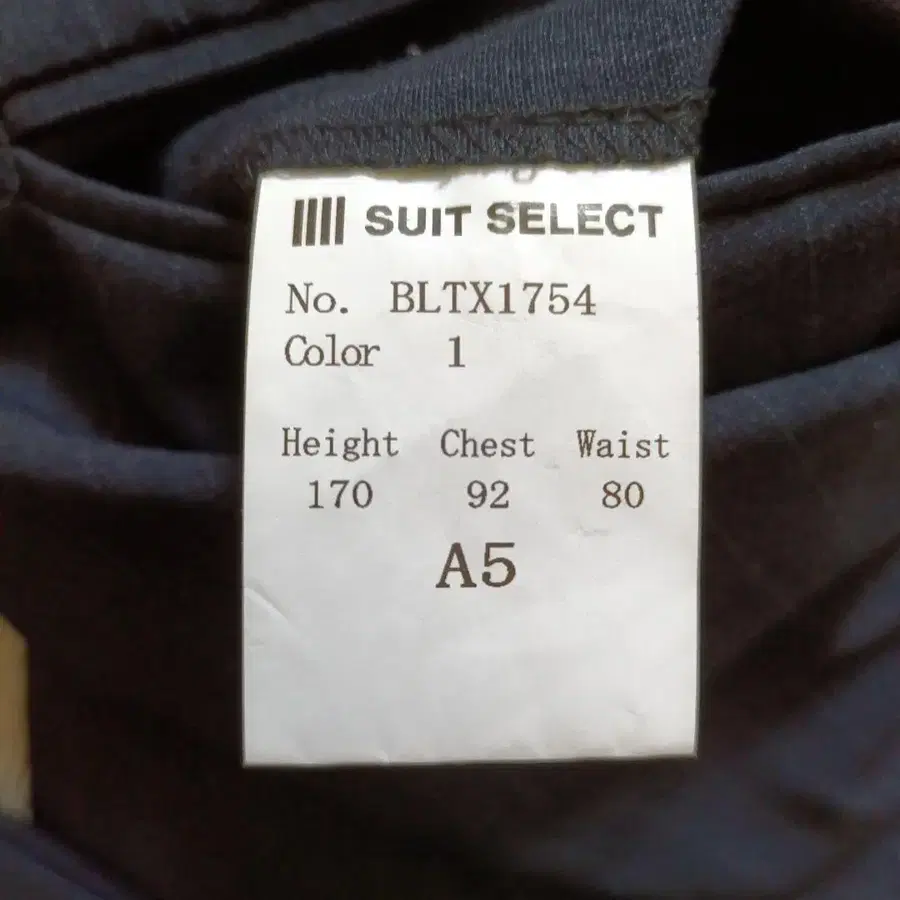 SUIT SELECT
No. BLTX1754
Color 1
Height Chest Waist
170 92 80
A5